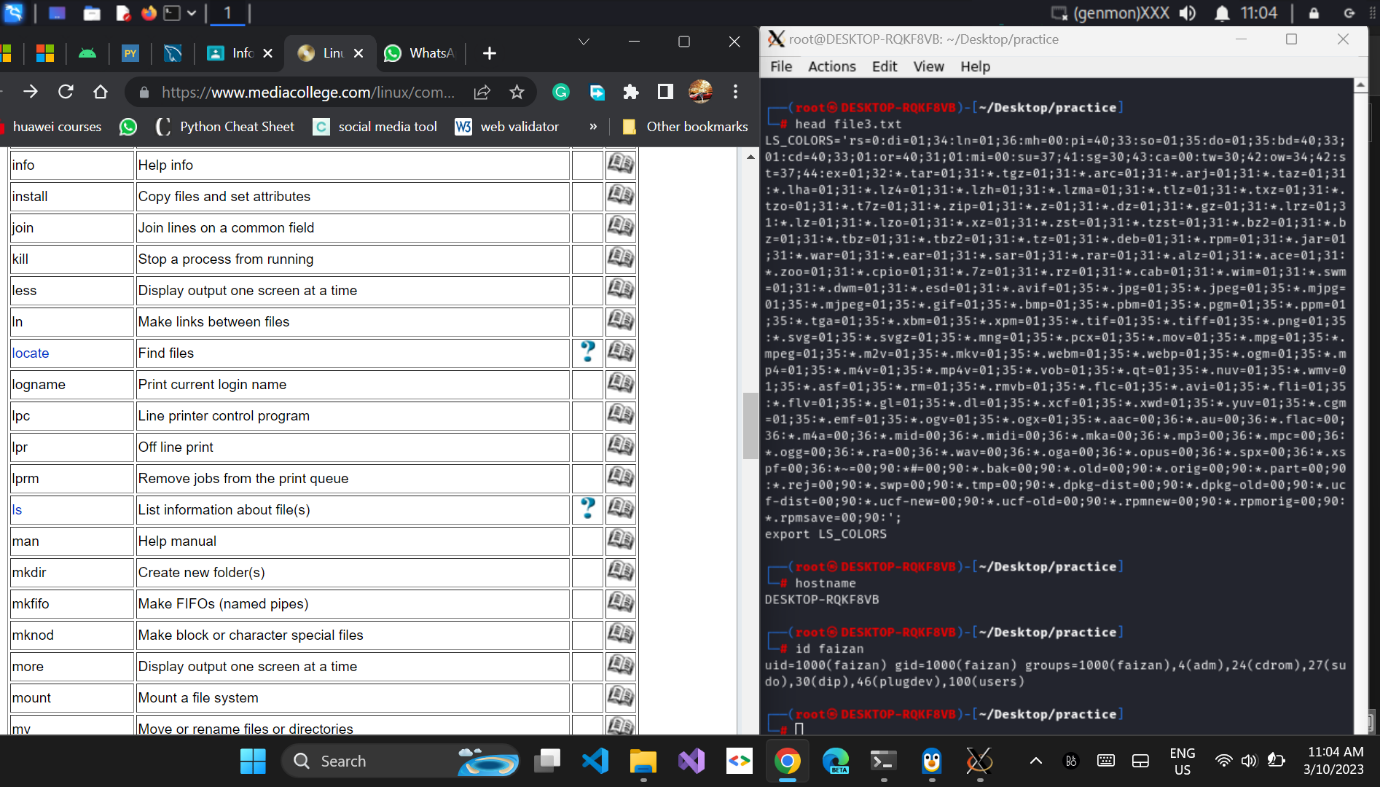 1
(genmon)XXX
11:04
Info
Linu
WhatsA
https://www.mediacollege.com/linux/com...
huawei courses
Python Cheat Sheet
social media tool
web validator
»
Other bookmarks
info Help info
install Copy files and set attributes
join Join lines on a common field
kill Stop a process from running
less Display output one screen at a time
ln Make links between files
locate Find files ?
logname Print current login name
lpc Line printer control program
lpr Off line print
lprm Remove jobs from the print queue
ls List information about file(s) ?
man Help manual
mkdir Create new folder(s)
mkfifo Make FIFOs (named pipes)
mknod Make block or character special files
more Display output one screen at a time
mount Mount a file system
mv Move or rename files or directories
root@DESKTOP-RQKF8VB: ~/Desktop/practice
File Actions Edit View Help
(root㉿DESKTOP-RQKF8VB)-[~/Desktop/practice]
# head file3.txt
LS_COLORS='rs=0:di=01;34:ln=01;36:mh=00:pi=40;33:so=01;35:do=01;35:bd=40;33;
01:cd=40;33;01:or=40;31;01:mi=00:su=37;41:sg=30;43:ca=00:tw=30;42:ow=34;42:s
t=37;44:ex=01;32:*.tar=01;31:*.tgz=01;31:*.arc=01;31:*.arj=01;31:*.taz=01;31
:*.lha=01;31:*.lz4=01;31:*.lzh=01;31:*.lzma=01;31:*.tlz=01;31:*.txz=01;31:*.
tzo=01;31:*.t7z=01;31:*.zip=01;31:*.z=01;31:*.dz=01;31:*.gz=01;31:*.lrz=01;3
1:*.lz=01;31:*.lzo=01;31:*.xz=01;31:*.zst=01;31:*.tzst=01;31:*.bz2=01;31:*.b
z=01;31:*.tbz=01;31:*.tbz2=01;31:*.tz=01;31:*.deb=01;31:*.rpm=01;31:*.jar=01
;31:*.war=01;31:*.ear=01;31:*.sar=01;31:*.rar=01;31:*.alz=01;31:*.ace=01;31:
*.zoo=01;31:*.cpio=01;31:*.7z=01;31:*.rz=01;31:*.cab=01;31:*.wim=01;31:*.swm
=01;31:*.dwm=01;31:*.esd=01;31:*.avif=01;35:*.jpg=01;35:*.jpeg=01;35:*.mjpg=
01;35:*.mjpeg=01;35:*.gif=01;35:*.bmp=01;35:*.pbm=01;35:*.pgm=01;35:*.ppm=01
;35:*.tga=01;35:*.xbm=01;35:*.xpm=01;35:*.tif=01;35:*.tiff=01;35:*.png=01;35
:*.svg=01;35:*.svgz=01;35:*.mng=01;35:*.pcx=01;35:*.mov=01;35:*.mpg=01;35:*.
mpeg=01;35:*.m2v=01;35:*.mkv=01;35:*.webm=01;35:*.webp=01;35:*.ogm=01;35:*.m
p4=01;35:*.m4v=01;35:*.mp4v=01;35:*.vob=01;35:*.qt=01;35:*.nuv=01;35:*.wmv=0
1;35:*.asf=01;35:*.rm=01;35:*.rmvb=01;35:*.flc=01;35:*.avi=01;35:*.fli=01;35
:*.flv=01;35:*.gl=01;35:*.dl=01;35:*.xcf=01;35:*.xwd=01;35:*.yuv=01;35:*.cgm
=01;35:*.emf=01;35:*.ogv=01;35:*.ogx=01;35:*.aac=00;36:*.au=00;36:*.flac=00;
36:*.m4a=00;36:*.mid=00;36:*.midi=00;36:*.mka=00;36:*.mp3=00;36:*.mpc=00;36:
*.ogg=00;36:*.ra=00;36:*.wav=00;36:*.oga=00;36:*.opus=00;36:*.spx=00;36:*.xs
pf=00;36:*~=00;90:*#=00;90:*.bak=00;90:*.old=00;90:*.orig=00;90:*.part=00;90
:*.rej=00;90:*.swp=00;90:*.tmp=00;90:*.dpkg-dist=00;90:*.dpkg-old=00;90:*.uc
f-dist=00;90:*.ucf-new=00;90:*.ucf-old=00;90:*.rpmnew=00;90:*.rpmorig=00;90:
*.rpmsave=00;90:';
export LS_COLORS
(root㉿DESKTOP-RQKF8VB)-[~/Desktop/practice]
# hostname
DESKTOP-RQKF8VB
(root㉿DESKTOP-RQKF8VB)-[~/Desktop/practice]
# id faizan
uid=1000(faizan) gid=1000(faizan) groups=1000(faizan),4(adm),24(cdrom),27(su
do),30(dip),46(plugdev),100(users)
(root㉿DESKTOP-RQKF8VB)-[~/Desktop/practice]
#
Search
BETA
ENG
US
11:04 AM
3/10/2023